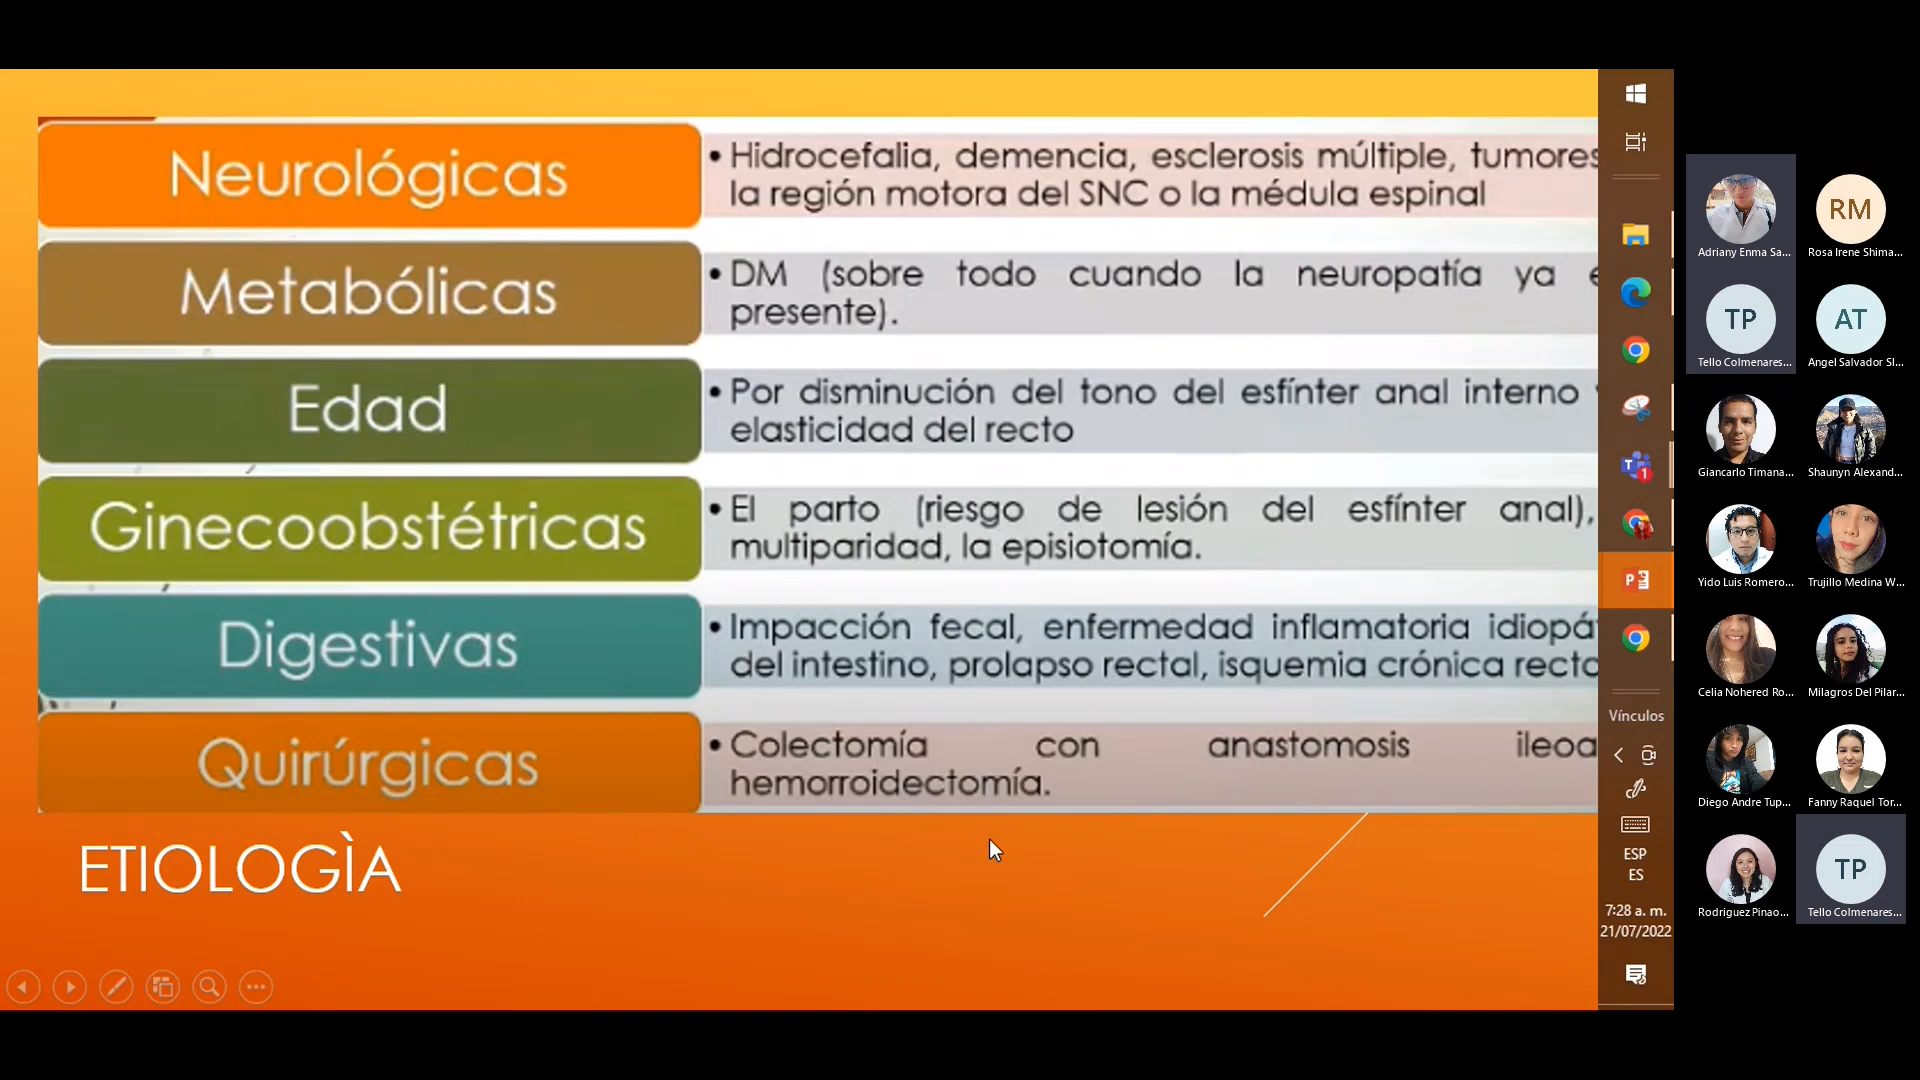 Neurológicas
• Hidrocefalia, demencia, esclerosis múltiple, tumores
la región motora del SNC o la médula espinal
Metabólicas
• DM (sobre todo cuando la neuropatía ya
presente).
Edad
• Por disminución del tono del esfínter anal interno
elasticidad del recto
Ginecoobstétricas
• El parto (riesgo de lesión del esfínter anal),
multiparidad, la episiotomía.
Digestivas
• Impacción fecal, enfermedad inflamatoria idiopá
del intestino, prolapso rectal, isquemia crónica recto
Quirúrgicas
• Colectomía con anastomosis ileoa
hemorroidectomía.
ETIOLOGÌA
Vínculos
ESP
ES
7:28 a. m.
21/07/2022
RM
Adriany Enma Sa...
Rosa Irene Shima...
TP
AT
Tello Colmenares...
Angel Salvador Sl...
Giancarlo Timana...
Shaunyn Alexand...
Yido Luis Romero...
Trujillo Medina W...
Celia Nohered Ro...
Milagros Del Pilar...
Diego Andre Tup...
Fanny Raquel Tor...
TP
Rodriguez Pinao...
Tello Colmenares...